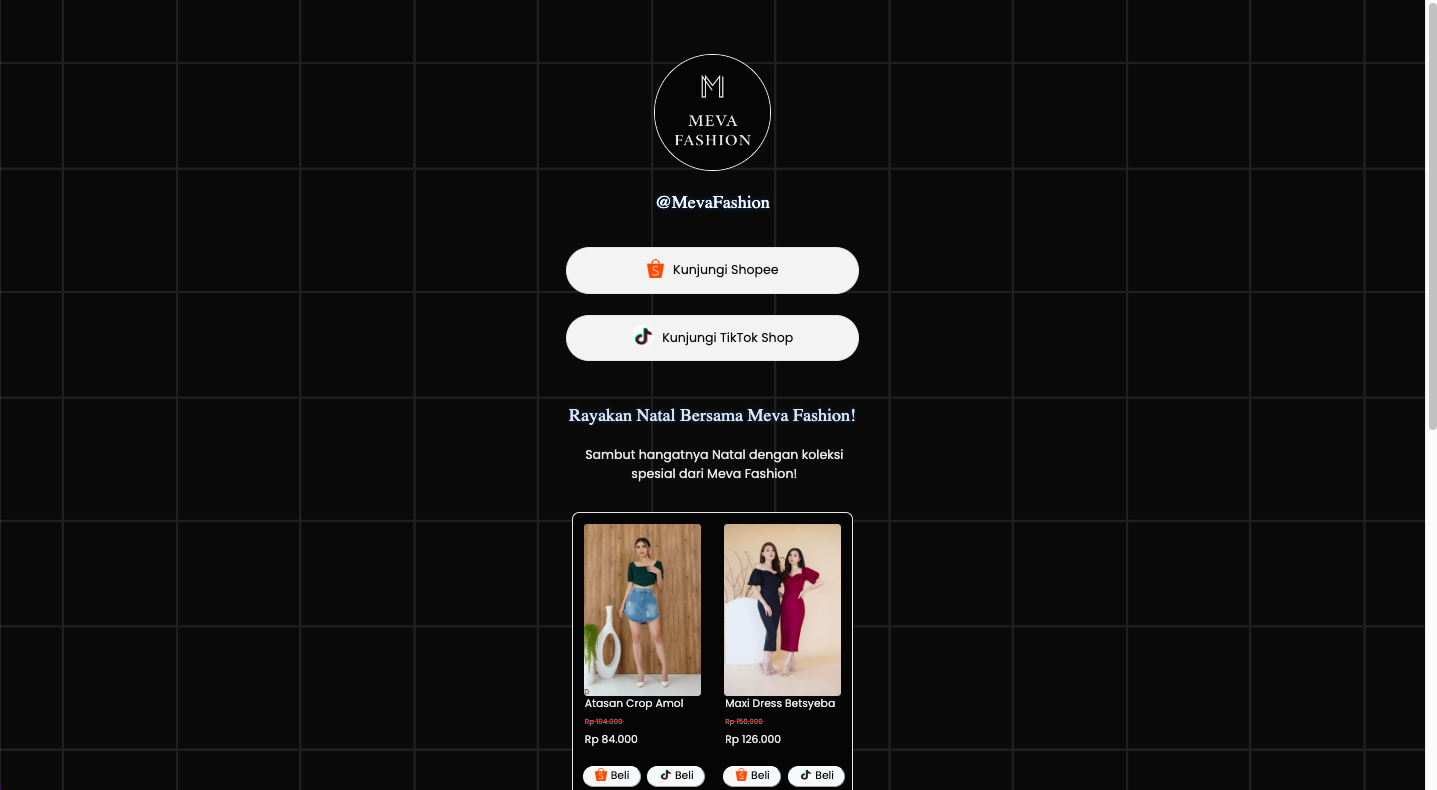 M
MEVA
FASHION
@MevaFashion
Kunjungi Shopee
Kunjungi TikTok Shop
Rayakan Natal Bersama Meva Fashion!
Sambut hangatnya Natal dengan koleksi
spesial dari Meva Fashion!
Atasan Crop Amol
Rp 104.000
Rp 84.000
Beli
Beli
Maxi Dress Betsyeba
Rp 158.000
Rp 126.000
Beli
Beli